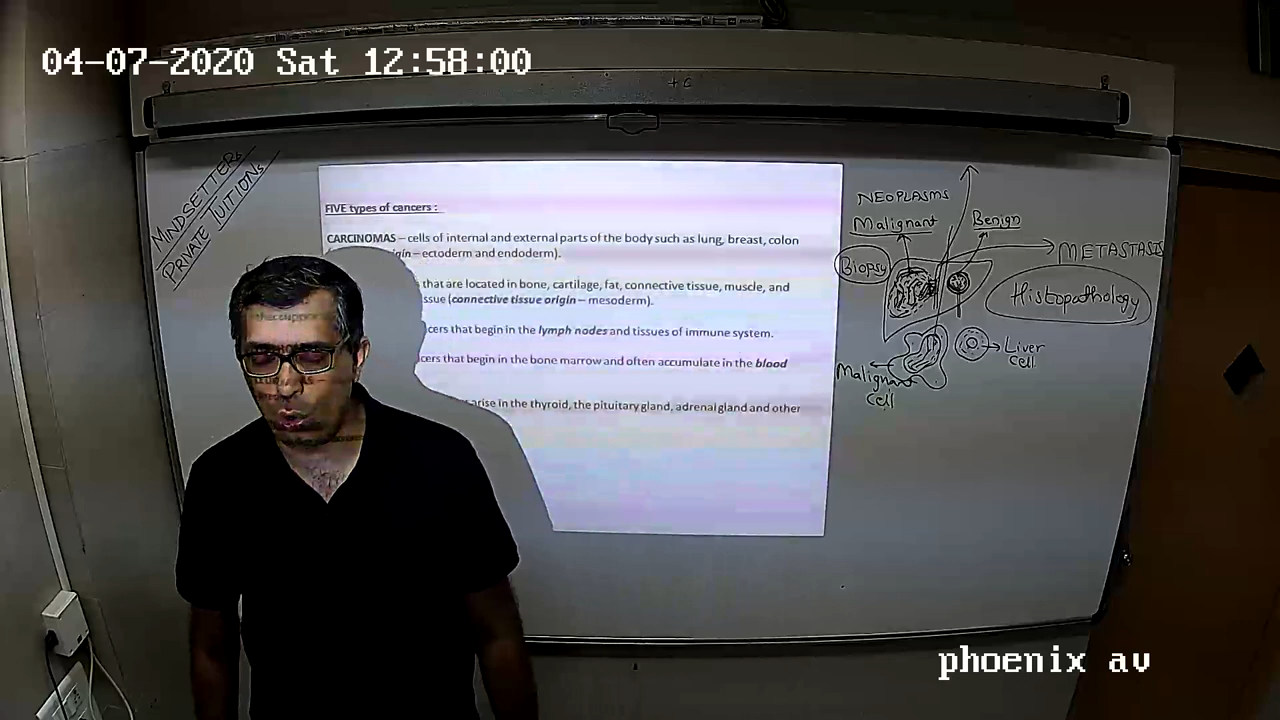 04-07-2020 Sat 12:58:00
MINDSETTERS
PRIVATE TUITIONS
FIVE types of cancers :
CARCINOMAS – cells of internal and external parts of the body such as lung, breast, colon
– ectoderm and endoderm).
that are located in bone, cartilage, fat, connective tissue, muscle, and
(connective tissue origin – mesoderm).
that begin in the lymph nodes and tissues of immune system.
that begin in the bone marrow and often accumulate in the blood
arise in the thyroid, the pituitary gland, adrenal gland and other
NEOPLASMS
Malignant
Benign
METASTASIS
Biopsy
Histopathology
Liver
Cell
Malignant
Cell
phoenix av